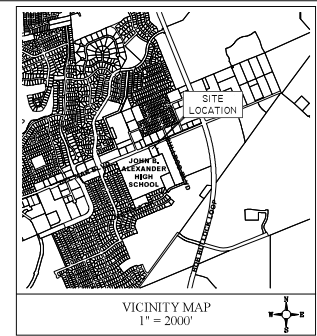 SITE
LOCATION
JOHN B.
ALEXANDER
HIGH
SCHOOL
VICINITY MAP
1" = 2000'
N
W E
S